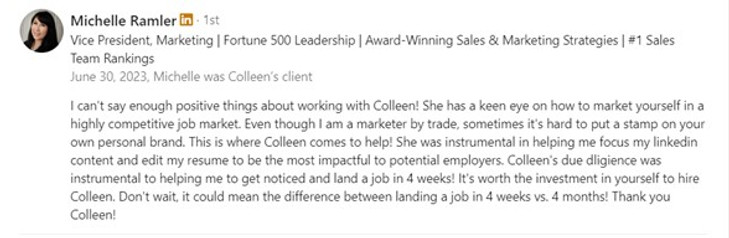 Michelle Ramler in · 1st
Vice President, Marketing | Fortune 500 Leadership | Award-Winning Sales & Marketing Strategies | #1 Sales
Team Rankings
June 30, 2023, Michelle was Colleen's client
I can't say enough positive things about working with Colleen! She has a keen eye on how to market yourself in a
highly competitive job market. Even though I am a marketer by trade, sometimes it's hard to put a stamp on your
own personal brand. This is where Colleen comes to help! She was instrumental in helping me focus my linkedin
content and edit my resume to be the most impactful to potential employers. Colleen's due dligience was
instrumental to helping me to get noticed and land a job in 4 weeks! It's worth the investment in yourself to hire
Colleen. Don't wait, it could mean the difference between landing a job in 4 weeks vs. 4 months! Thank you
Colleen!